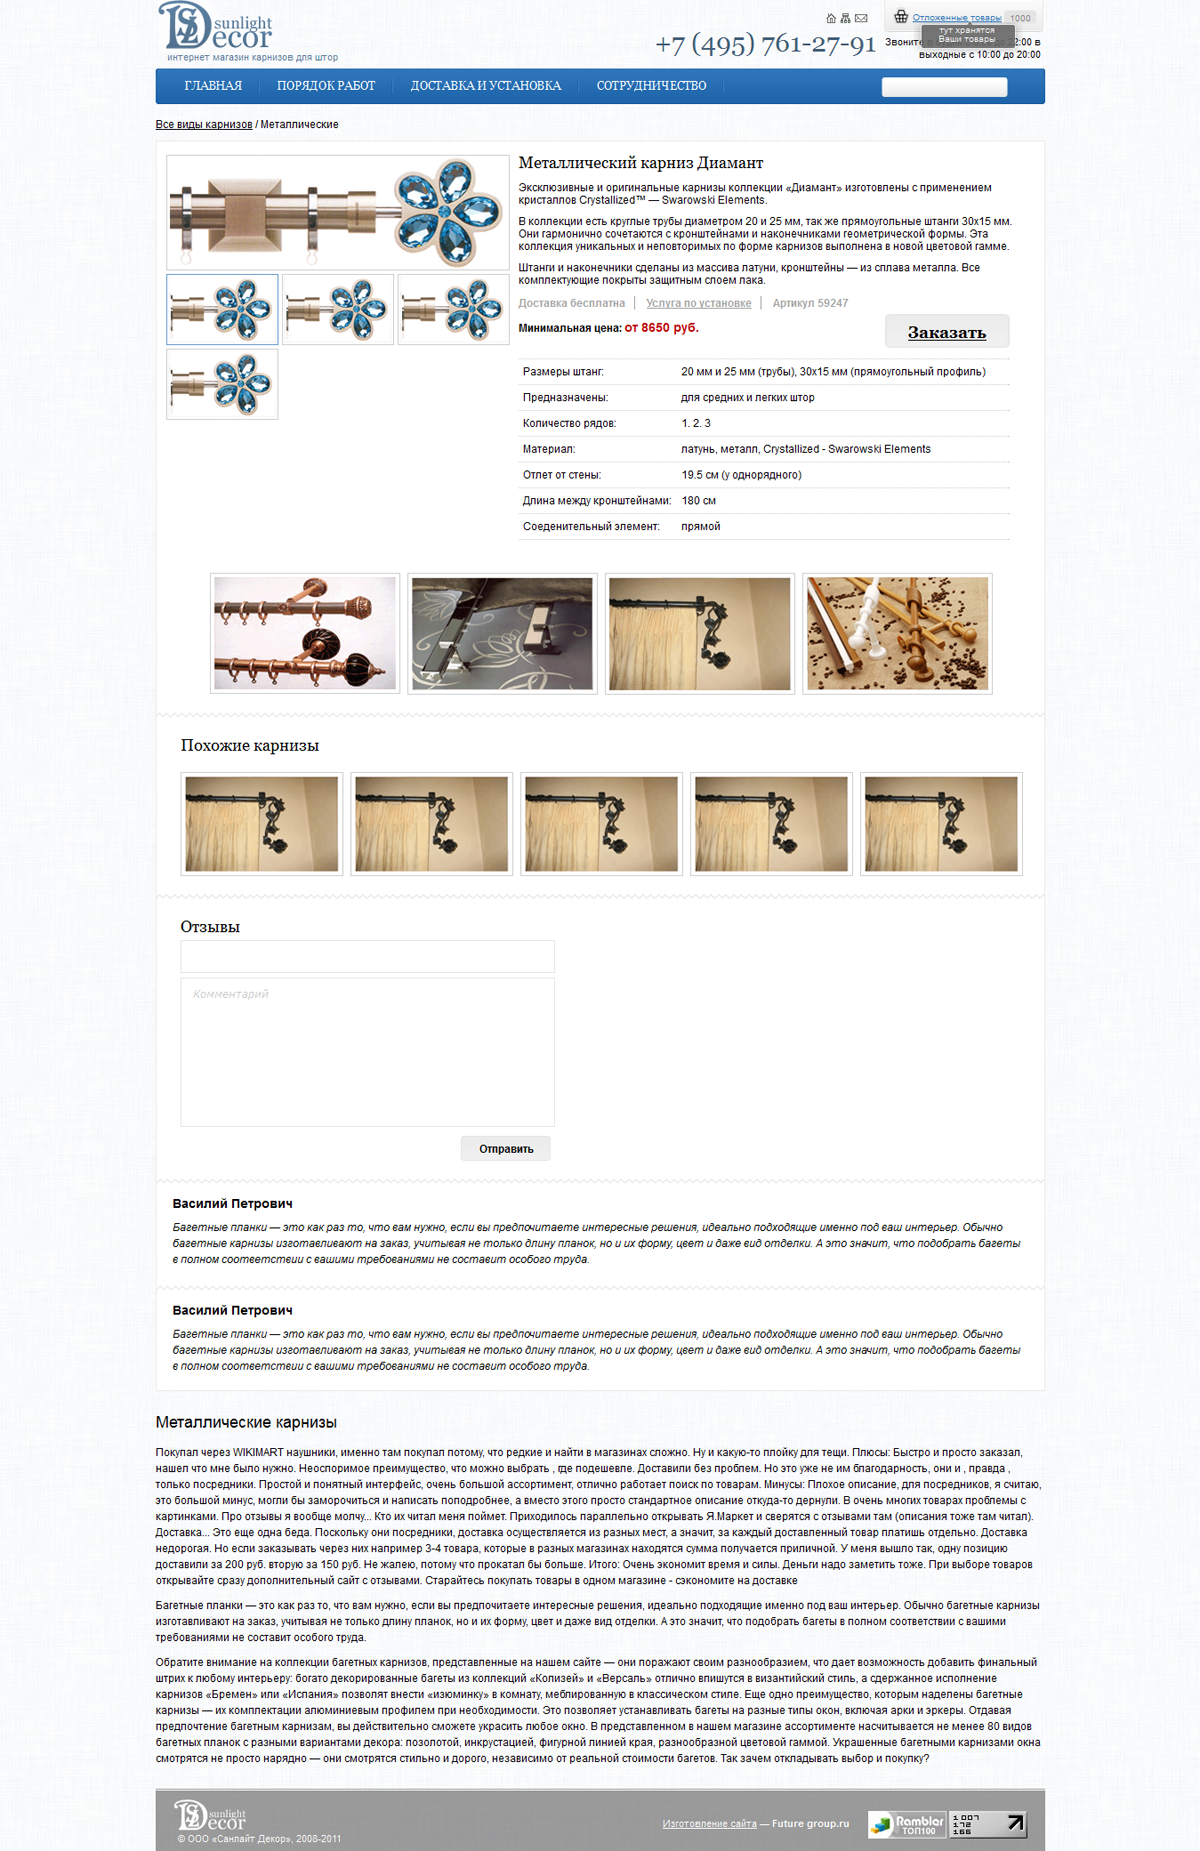 sunlight
Decor
интернет магазин карнизов для штор
+7 (495) 761-27-91
Отложенные товары 1000
тут хранятся
Ваши товары
Звоните 22:00 в
выходные с 10:00 до 20:00
ГЛАВНАЯ ПОРЯДОК РАБОТ ДОСТАВКА И УСТАНОВКА СОТРУДНИЧЕСТВО
Все виды карнизов / Металлические
Металлический карниз Диамант
Эксклюзивные и оригинальные карнизы коллекции «Диамант» изготовлены с применением
кристаллов Crystallized™ — Swarowski Elements.
В коллекции есть круглые трубы диаметром 20 и 25 мм, так же прямоугольные штанги 30х15 мм.
Они гармонично сочетаются с кронштейнами и наконечниками геометрической формы. Эта
коллекция уникальных и неповторимых по форме карнизов выполнена в новой цветовой гамме.
Штанги и наконечники сделаны из массива латуни, кронштейны — из сплава металла. Все
комплектующие покрыты защитным слоем лака.
Доставка бесплатна Услуга по установке Артикул 59247
Минимальная цена: от 8650 руб.
Заказать
Размеры штанг: 20 мм и 25 мм (трубы), 30х15 мм (прямоугольный профиль)
Предназначены: для средних и легких штор
Количество рядов: 1. 2. 3
Материал: латунь, металл, Crystallized - Swarowski Elements
Отлет от стены: 19.5 см (у однорядного)
Длина между кронштейнами: 180 см
Соеденительный элемент: прямой
Похожие карнизы
Отзывы
Комментарий
Отправить
Василий Петрович
Багетные планки — это как раз то, что вам нужно, если вы предпочитаете интересные решения, идеально подходящие именно под ваш интерьер. Обычно
багетные карнизы изготавливают на заказ, учитывая не только длину планок, но и их форму, цвет и даже вид отделки. А это значит, что подобрать багеты
в полном соответствии с вашими требованиями не составит особого труда.
Василий Петрович
Багетные планки — это как раз то, что вам нужно, если вы предпочитаете интересные решения, идеально подходящие именно под ваш интерьер. Обычно
багетные карнизы изготавливают на заказ, учитывая не только длину планок, но и их форму, цвет и даже вид отделки. А это значит, что подобрать багеты
в полном соответствии с вашими требованиями не составит особого труда.
Металлические карнизы
Покупал через WIKIMART наушники, именно там покупал потому, что редкие и найти в магазинах сложно. Ну и какую-то плойку для тещи. Плюсы: Быстро и просто заказал,
нашел что мне было нужно. Неоспоримое преимущество, что можно выбрать , где подешевле. Доставили без проблем. Но это уже не им благодарность, они и , правда ,
только посредники. Простой и понятный интерфейс, очень большой ассортимент, отлично работает поиск по товарам. Минусы: Плохое описание, для посредников, я считаю,
это большой минус, могли бы заморочиться и написать поподробнее, а вместо этого просто стандартное описание откуда-то дернули. В очень многих товарах проблемы с
картинками. Про отзывы я вообще молчу... Кто их читал меня поймет. Приходилось параллельно открывать Я.Маркет и сверятся с отзывами там (описания тоже там читал).
Доставка... Это еще одна беда. Поскольку они посредники, доставка осуществляется из разных мест, а значит, за каждый доставленный товар платишь отдельно. Доставка
недорогая. Но если заказывать через них например 3-4 товара, которые в разных магазинах находятся сумма получается приличной. У меня вышло так, одну позицию
доставили за 200 руб. вторую за 150 руб. Не жалею, потому что прокатал бы больше. Итого: Очень экономит время и силы. Деньги надо заметить тоже. При выборе товаров
открывайте сразу дополнительный сайт с отзывами. Старайтесь покупать товары в одном магазине - сэкономите на доставке
Багетные планки — это как раз то, что вам нужно, если вы предпочитаете интересные решения, идеально подходящие именно под ваш интерьер. Обычно багетные карнизы
изготавливают на заказ, учитывая не только длину планок, но и их форму, цвет и даже вид отделки. А это значит, что подобрать багеты в полном соответствии с вашими
требованиями не составит особого труда.
Обратите внимание на коллекции багетных карнизов, представленные на нашем сайте — они поражают своим разнообразием, что дает возможность добавить финальный
штрих к любому интерьеру: богато декорированные багеты из коллекций «Колизей» и «Версаль» отлично впишутся в византийский стиль, а сдержанное исполнение
карнизов «Бремен» или «Испания» позволят внести «изюминку» в комнату, меблированную в классическом стиле. Еще одно преимущество, которым наделены багетные
карнизы — их комплектации алюминиевым профилем при необходимости. Это позволяет устанавливать багеты на разные типы окон, включая арки и эркеры. Отдавая
предпочтение багетным карнизам, вы действительно сможете украсить любое окно. В представленном в нашем магазине ассортименте насчитывается не менее 80 видов
багетных планок с разными вариантами декора: позолотой, инкрустацией, фигурной линией края, разнообразной цветовой гаммой. Украшенные багетными карнизами окна
смотрятся не просто нарядно — они смотрятся стильно и дорого, независимо от реальной стоимости багетов. Так зачем откладывать выбор и покупку?
sunlight
Decor
© ООО «Санлайт Декор», 2008-2011
Изготовление сайта — Future group.ru
Rambler
ТОП100
1 007
172
166